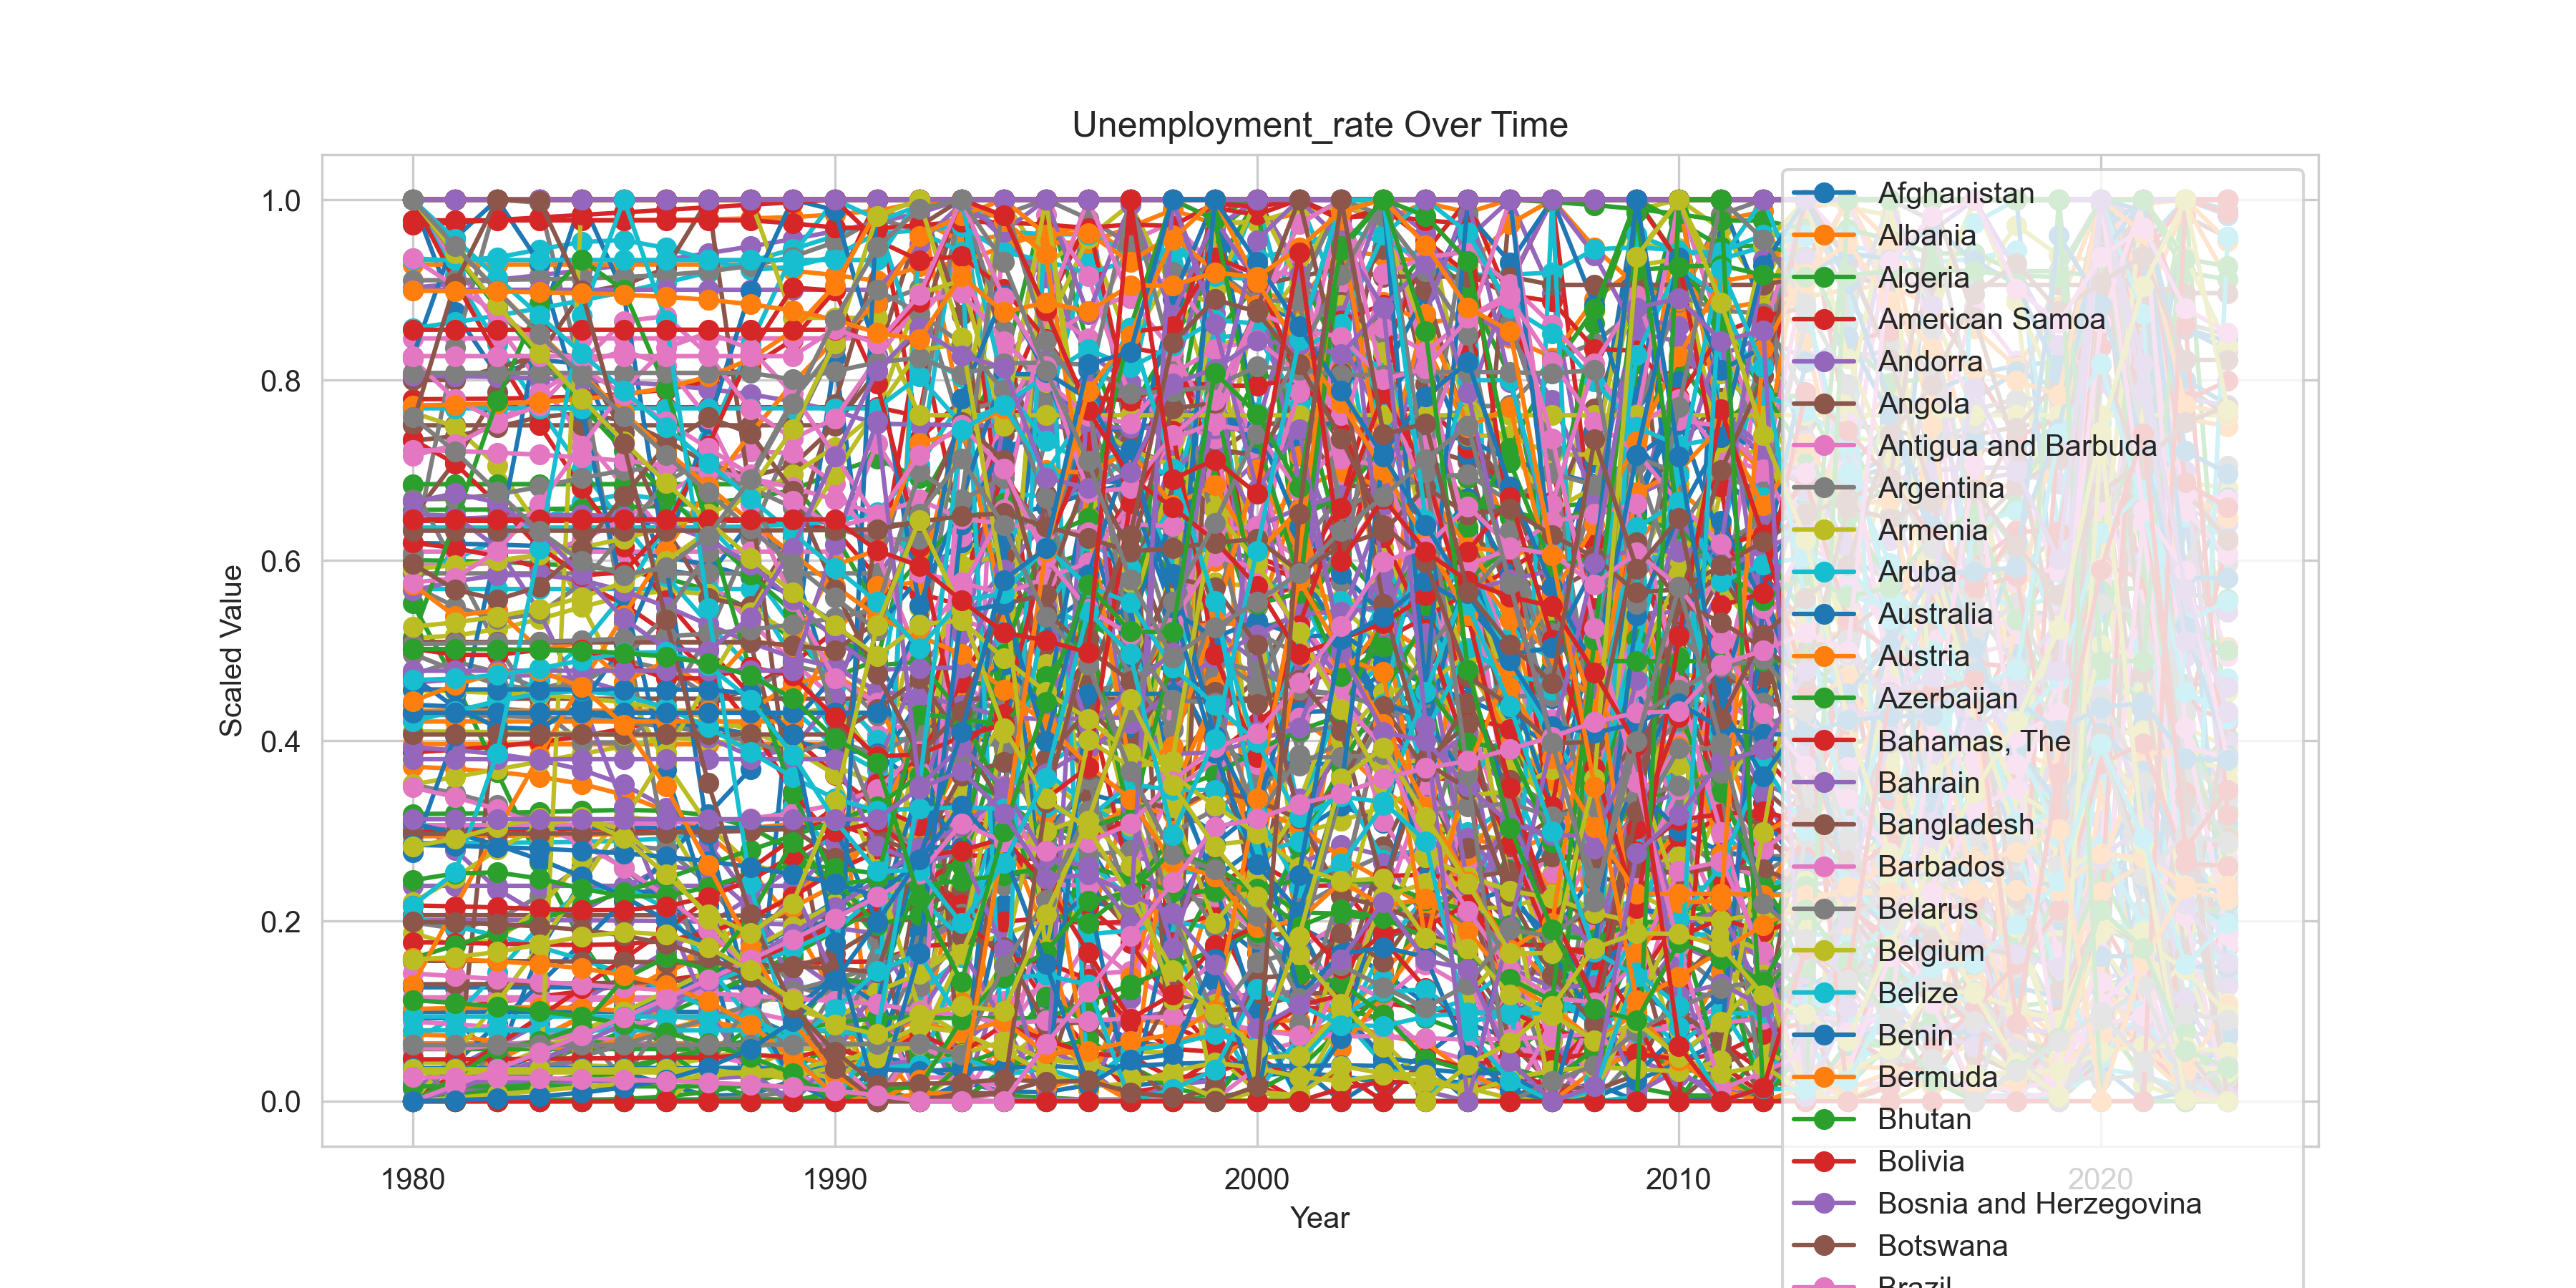 Unemployment_rate Over Time
1.0
0.8
0.6
0.4
0.2
0.0
Scaled Value
1980
1990
2000
2010
2020
Year
Afghanistan
Albania
Algeria
American Samoa
Andorra
Angola
Antigua and Barbuda
Argentina
Armenia
Aruba
Australia
Austria
Azerbaijan
Bahamas, The
Bahrain
Bangladesh
Barbados
Belarus
Belgium
Belize
Benin
Bermuda
Bhutan
Bolivia
Bosnia and Herzegovina
Botswana
Brazil